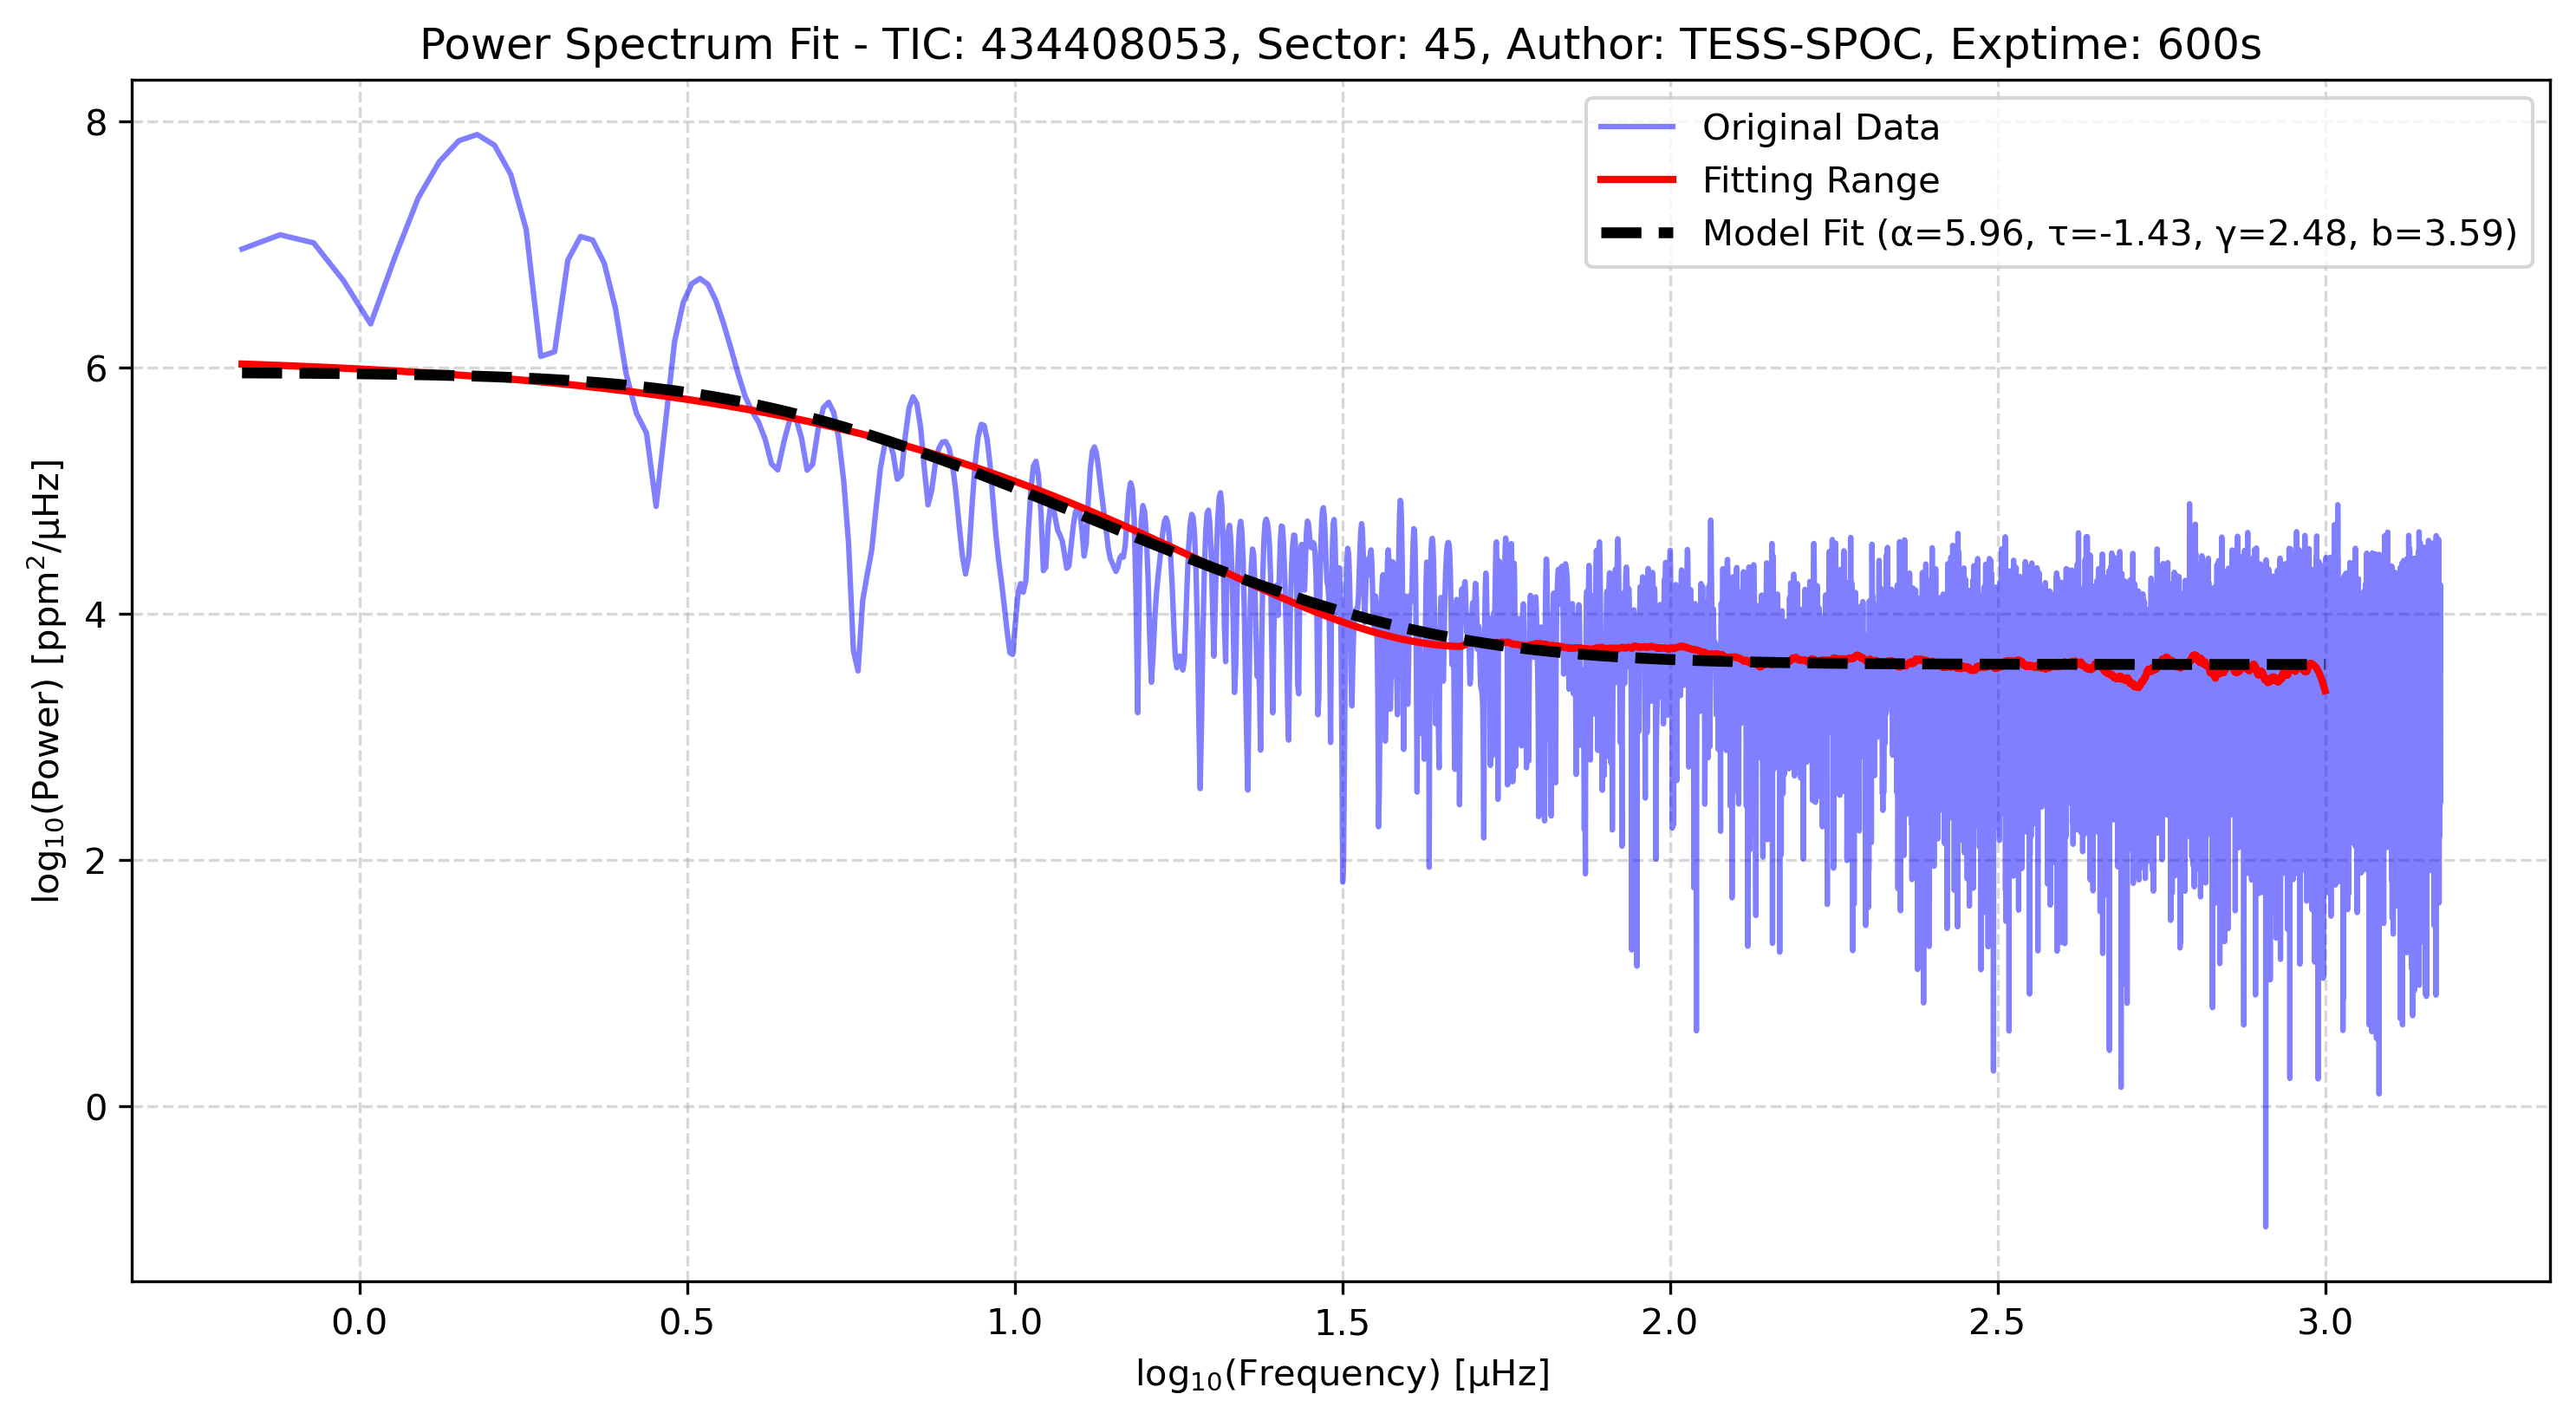 Power Spectrum Fit - TIC: 434408053, Sector: 45, Author: TESS-SPOC, Exptime: 600s
Original Data
Fitting Range
Model Fit (α=5.96, τ=-1.43, γ=2.48, b=3.59)
log₁₀(Power) [ppm²/μHz]
8
6
4
2
0
0.0 0.5 1.0 1.5 2.0 2.5 3.0
log₁₀(Frequency) [μHz]